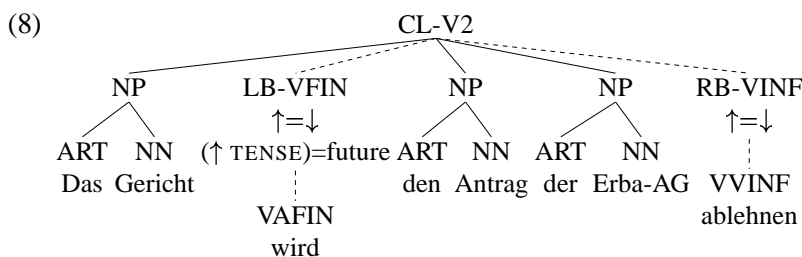 (8) CL-V2
NP LB-VFIN NP NP RB-VINF
↑=↓ ↑=↓
ART NN (↑ TENSE)=future ART NN ART NN
Das Gericht den Antrag der Erba-AG VVINF
VAFIN ablehnen
wird